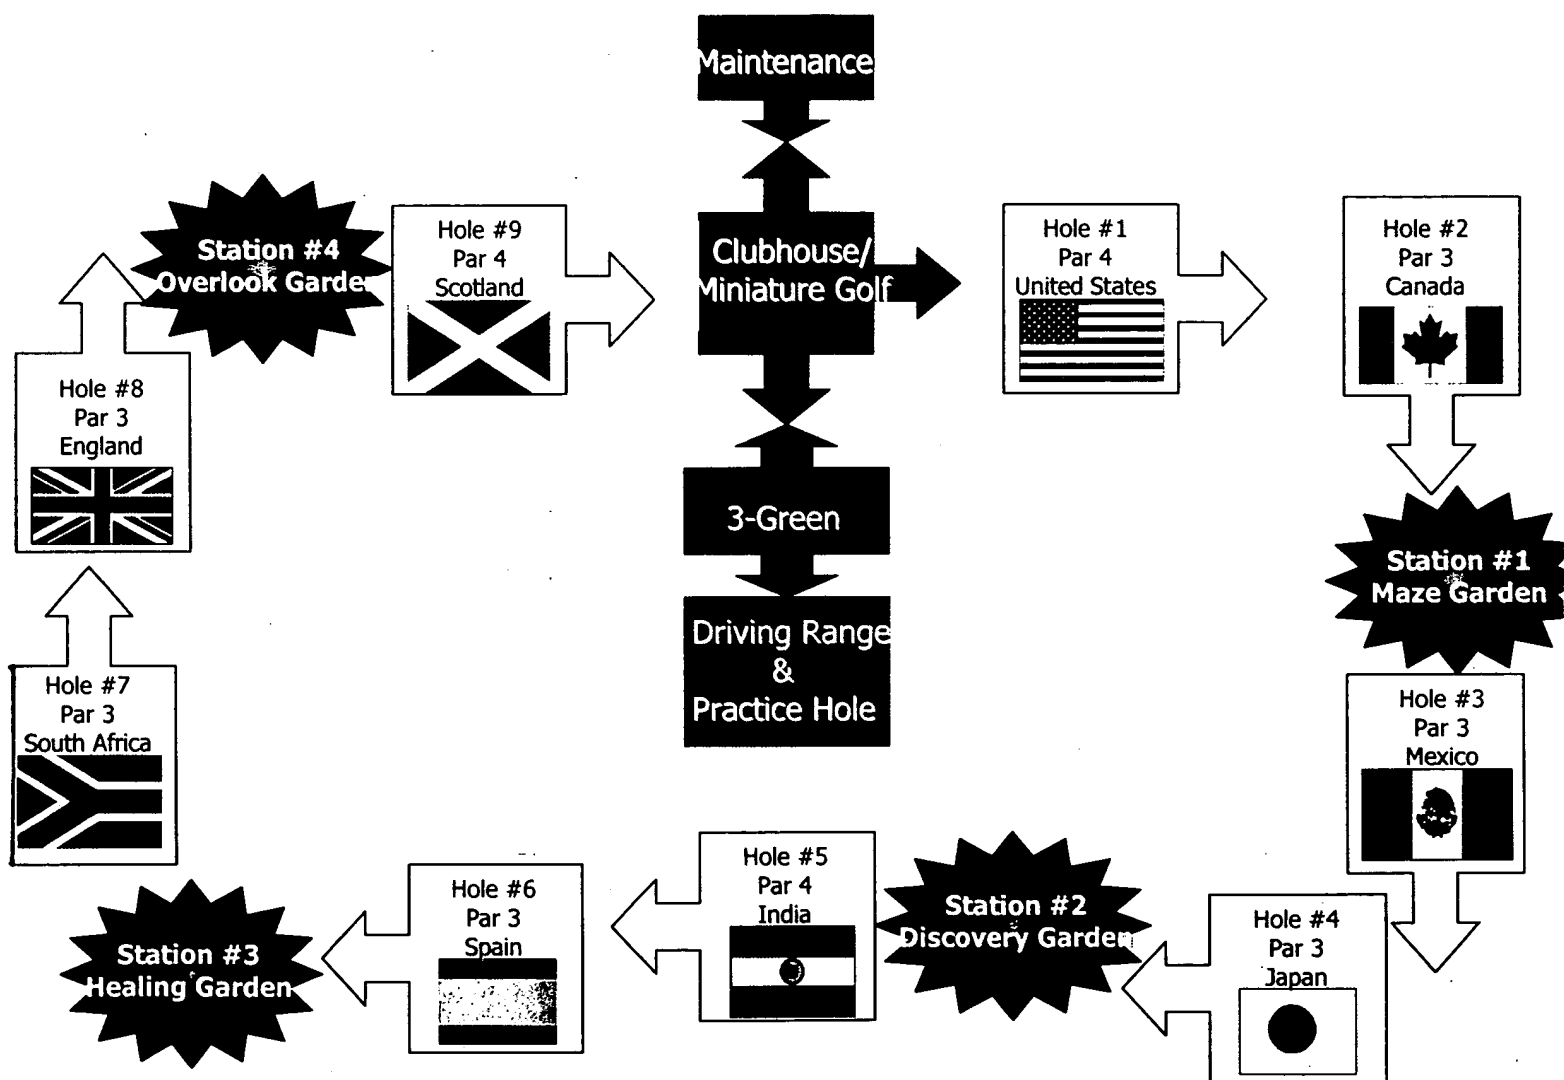 Maintenance
Clubhouse/
Miniature Golf
3-Green
Driving Range
&
Practice Hole
Hole #1
Par 4
United States
Hole #2
Par 3
Canada
Station #1
Maze Garden
Hole #3
Par 3
Mexico
Hole #4
Par 3
Japan
Station #2
Discovery Garden
Hole #5
Par 4
India
Hole #6
Par 3
Spain
Station #3
Healing Garden
Hole #7
Par 3
South Africa
Hole #8
Par 3
England
Station #4
Overlook Garden
Hole #9
Par 4
Scotland